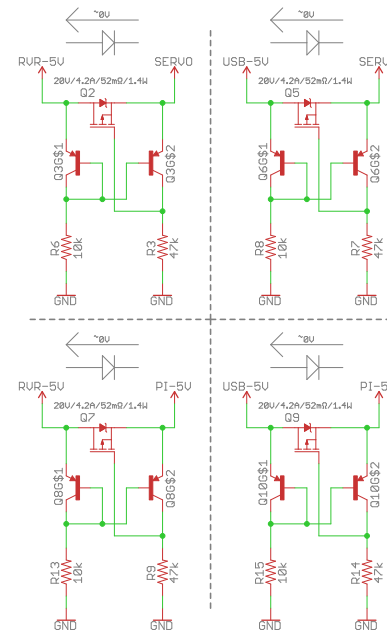 ~0V
~0V
RVR-5V
SERVO
USB-5V
SERV
20V/4.2A/52mΩ/1.4W
20V/4.2A/52mΩ/1.4W
Q2
Q5
Q3G$1
Q3G$2
Q6G$1
Q6G$2
R6
10k
R3
47k
R8
10k
R7
47k
GND
GND
GND
GND
~0V
~0V
RVR-5V
PI-5V
USB-5V
PI-5V
20V/4.2A/52mΩ/1.4W
20V/4.2A/52mΩ/1.4W
Q7
Q9
Q8G$1
Q8G$2
Q10G$1
Q10G$2
R13
10k
R9
47k
R15
10k
R14
47k
GND
GND
GND
GND